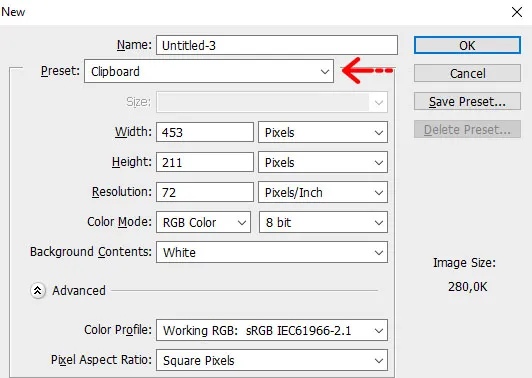 New
Name: Untitled-3 OK
Preset: Clipboard Cancel
Size: Save Preset...
Width: 453 Pixels Delete Preset...
Height: 211 Pixels
Resolution: 72 Pixels/Inch
Color Mode: RGB Color 8 bit
Background Contents: White Image Size:
Advanced 280,0K
Color Profile: Working RGB: sRGB IEC61966-2.1
Pixel Aspect Ratio: Square Pixels